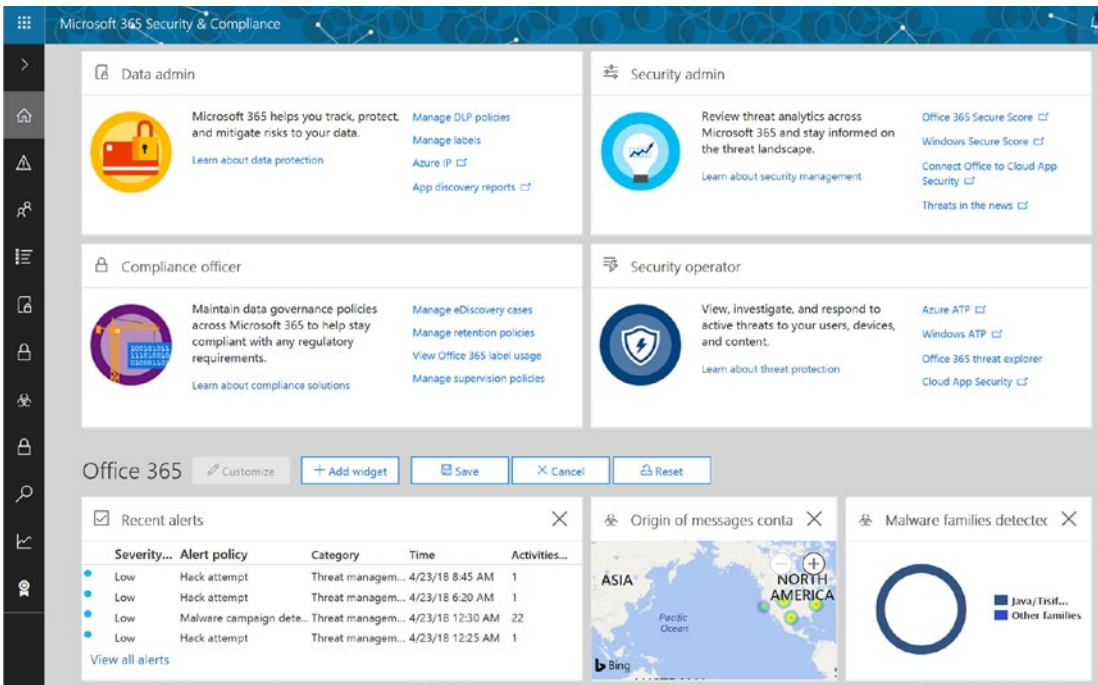 Microsoft 365 Security & Compliance
Data admin
Microsoft 365 helps you track, protect,
and mitigate risks to your data.
Learn about data protection
Manage DLP policies
Manage labels
Azure IP
App discovery reports
Security admin
Review threat analytics across
Microsoft 365 and stay informed on
the threat landscape.
Learn about security management
Office 365 Secure Score
Windows Secure Score
Connect Office to Cloud App
Security
Threats in the news
Compliance officer
Maintain data governance policies
across Microsoft 365 to help stay
compliant with any regulatory
requirements.
Learn about compliance solutions
Manage eDiscovery cases
Manage retention policies
View Office 365 label usage
Manage supervision policies
Security operator
View, investigate, and respond to
active threats to your users, devices,
and content.
Learn about threat protection
Azure ATP
Windows ATP
Office 365 threat explorer
Cloud App Security
Office 365
Customize
+ Add widget
Save
Cancel
Reset
Recent alerts
Severity... Alert policy Category Time Activities...
Low Hack attempt Threat managem... 4/23/18 8:45 AM 1
Low Hack attempt Threat managem... 4/23/18 6:20 AM 1
Low Malware campaign dete... Threat managem... 4/23/18 12:30 AM 22
Low Hack attempt Threat managem... 4/23/18 12:25 AM 1
View all alerts
Origin of messages conta
ASIA
NORTH
AMERICA
Pacific
Ocean
Bing
Malware families detectec
Java/Tisif...
Other families